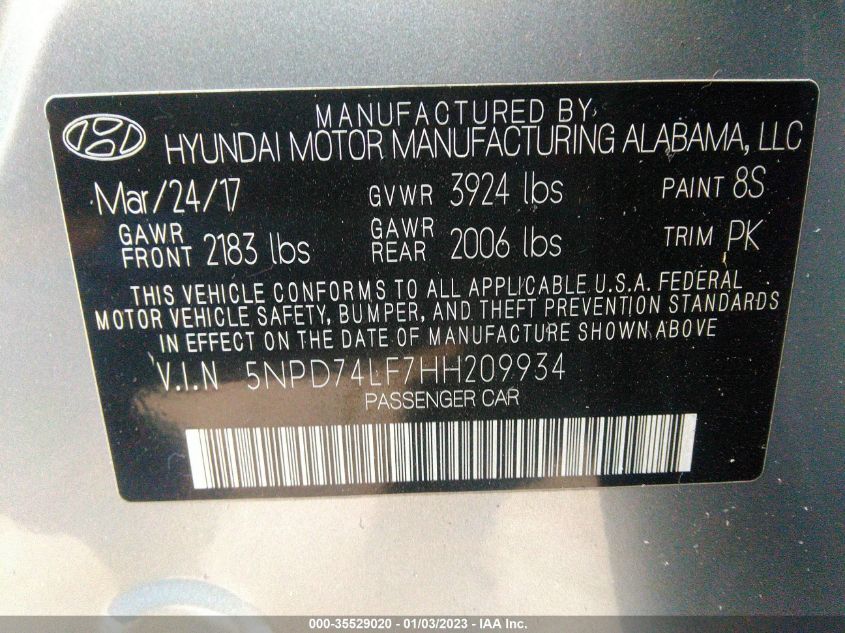 MANUFACTURED BY
HYUNDAI MOTOR MANUFACTURING ALABAMA, LLC
Mar/24/17 GVWR 3924 lbs PAINT 8S
GAWR FRONT 2183 lbs GAWR REAR 2006 lbs TRIM PK
THIS VEHICLE CONFORMS TO ALL APPLICABLE U.S.A. FEDERAL
MOTOR VEHICLE SAFETY, BUMPER, AND THEFT PREVENTION STANDARDS
IN EFFECT ON THE DATE OF MANUFACTURE SHOWN ABOVE
V.I.N 5NPD74LF7HH209934
PASSENGER CAR
000-35529020 - 01/03/2023 - IAA Inc.